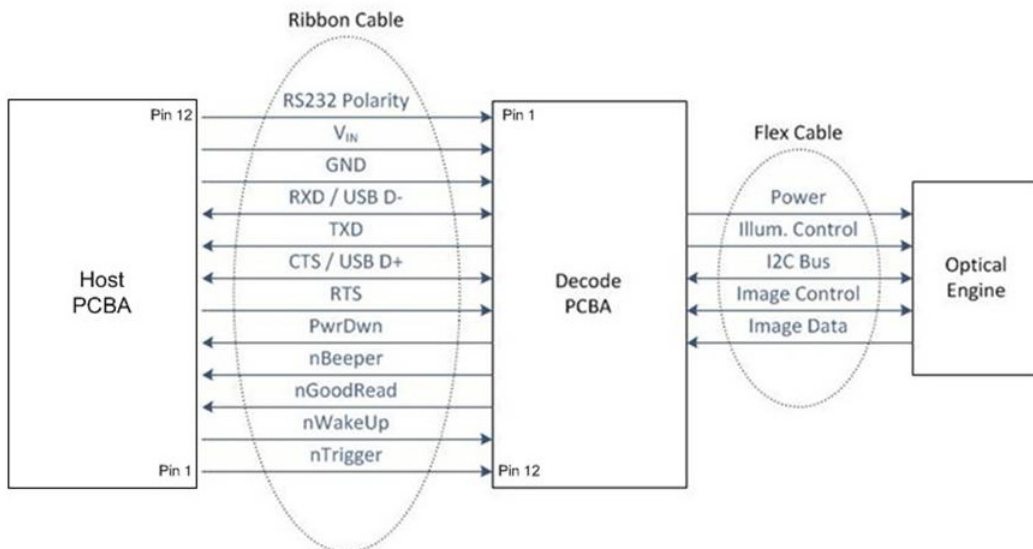 Ribbon Cable
Pin 12
RS232 Polarity
Pin 1
VIN
GND
RXD / USB D-
TXD
CTS / USB D+
RTS
PwrDwn
nBeeper
nGoodRead
nWakeUp
nTrigger
Pin 1
Pin 12
Host
PCBA
Decode
PCBA
Flex Cable
Power
Illum. Control
I2C Bus
Image Control
Image Data
Optical
Engine